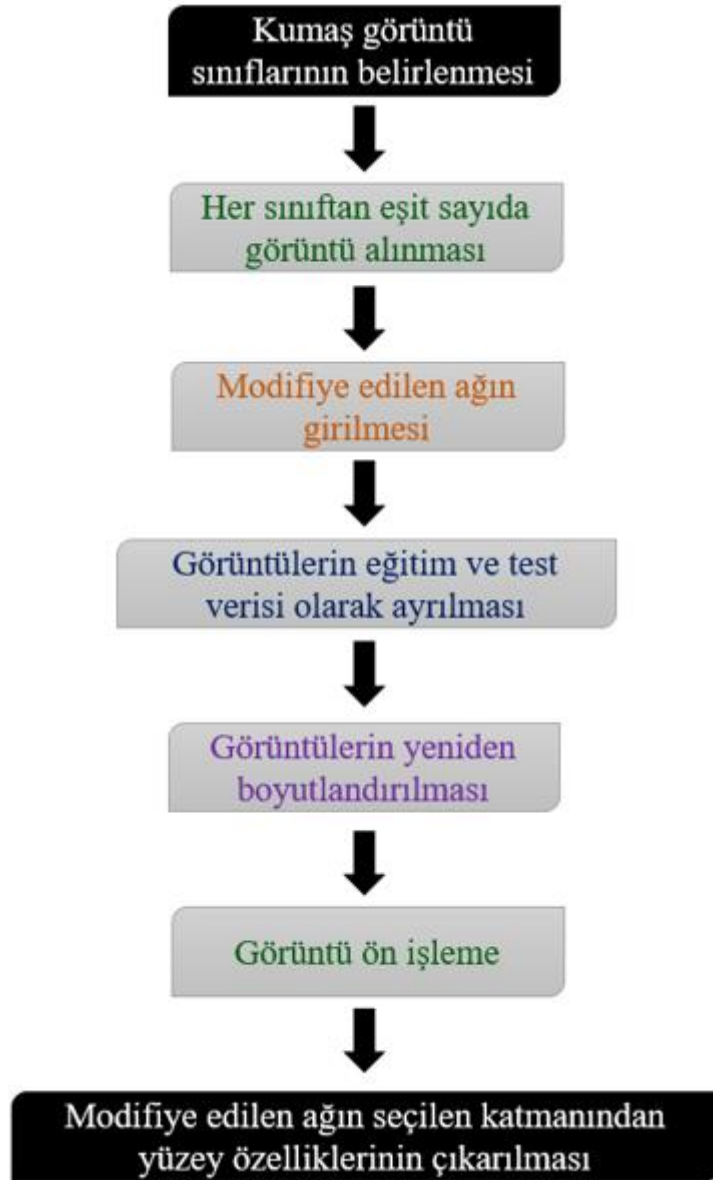 Kumaş görüntü
sınıflarının belirlenmesi
Her sınıftan eşit sayıda
görüntü alınması
Modifiye edilen ağın
girilmesi
Görüntülerin eğitim ve test
verisi olarak ayrılması
Görüntülerin yeniden
boyutlandırılması
Görüntü ön işleme
Modifiye edilen ağın seçilen katmanından
yüzey özelliklerinin çıkarılması